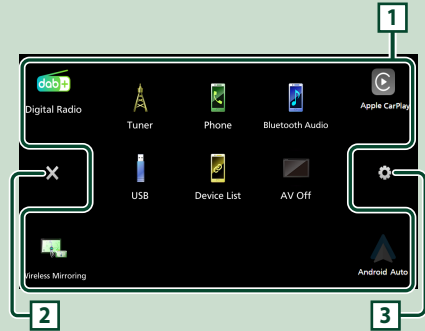 1
dab+
Digital Radio
Tuner
Phone
Bluetooth Audio
Apple CarPlay
USB
Device List
AV Off
Wireless Mirroring
Android Auto
2
3